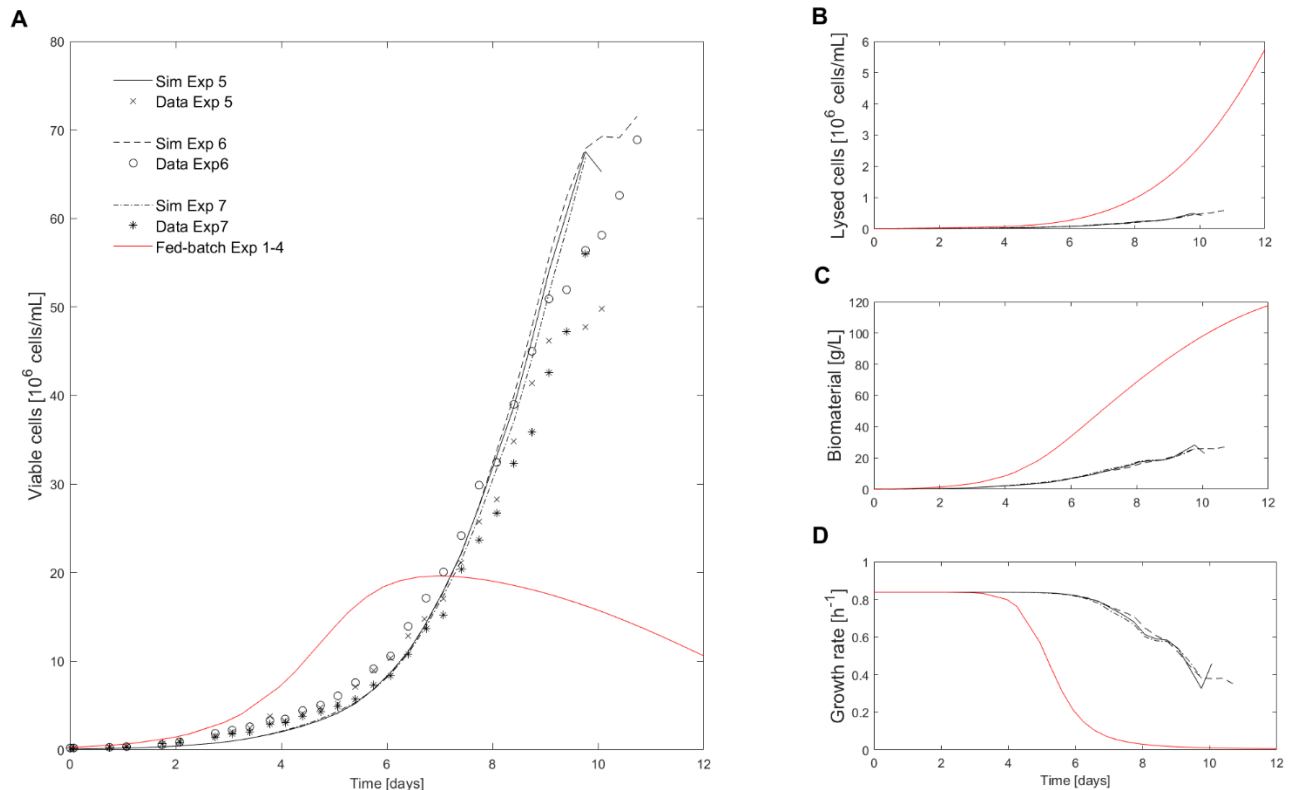 A
80
70
60
50
40
30
20
10
0
Viable cells [10⁶ cells/mL]
Sim Exp 5
Data Exp 5
Sim Exp 6
Data Exp6
Sim Exp 7
Data Exp7
Fed-batch Exp 1-4
0 2 4 6 8 10 12
Time [days]
B
6
5
4
3
2
1
0
Lysed cells [10⁶ cells/mL]
0 2 4 6 8 10 12
C
120
100
80
60
40
20
0
Biomaterial [g/L]
0 2 4 6 8 10 12
D
1
0.8
0.6
0.4
0.2
0
Growth rate [h⁻¹]
0 2 4 6 8 10 12
Time [days]